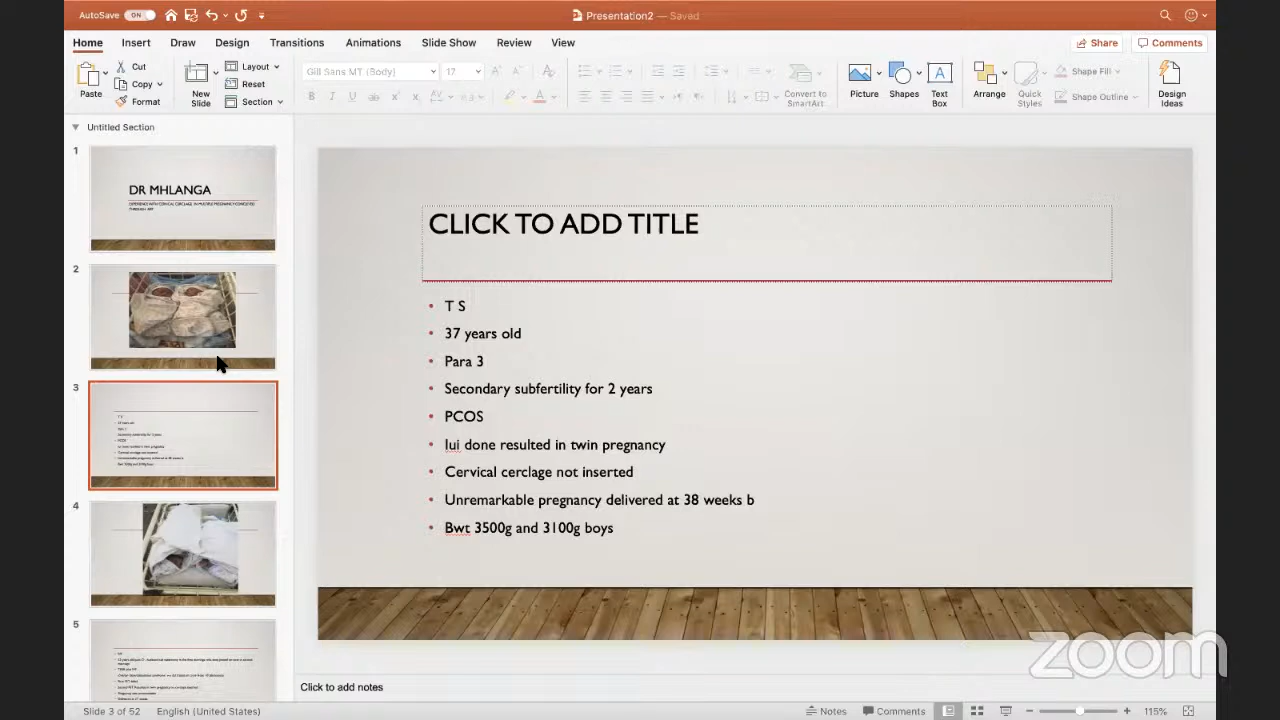 AutoSave ON
Presentation2 — Saved
Home Insert Draw Design Transitions Animations Slide Show Review View
Share Comments
Paste
Cut
Copy
Format
New Slide
Layout
Reset
Section
Gill Sans MT (Body) 17
Convert to SmartArt
Picture
Shapes
Text Box
Arrange
Quick Styles
Shape Fill
Shape Outline
Design Ideas
Untitled Section
1
DR MHLANGA
2
3
4
5
CLICK TO ADD TITLE
• T S
• 37 years old
• Para 3
• Secondary subfertility for 2 years
• PCOS
• Iui done resulted in twin pregnancy
• Cervical cerclage not inserted
• Unremarkable pregnancy delivered at 38 weeks b
• Bwt 3500g and 3100g boys
zoom
Click to add notes
Slide 3 of 52 English (United States)
Notes Comments 115%